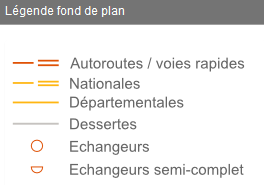 Légende fond de plan
Autoroutes / voies rapides
Nationales
Départementales
Dessertes
Echangeurs
Echangeurs semi-complet